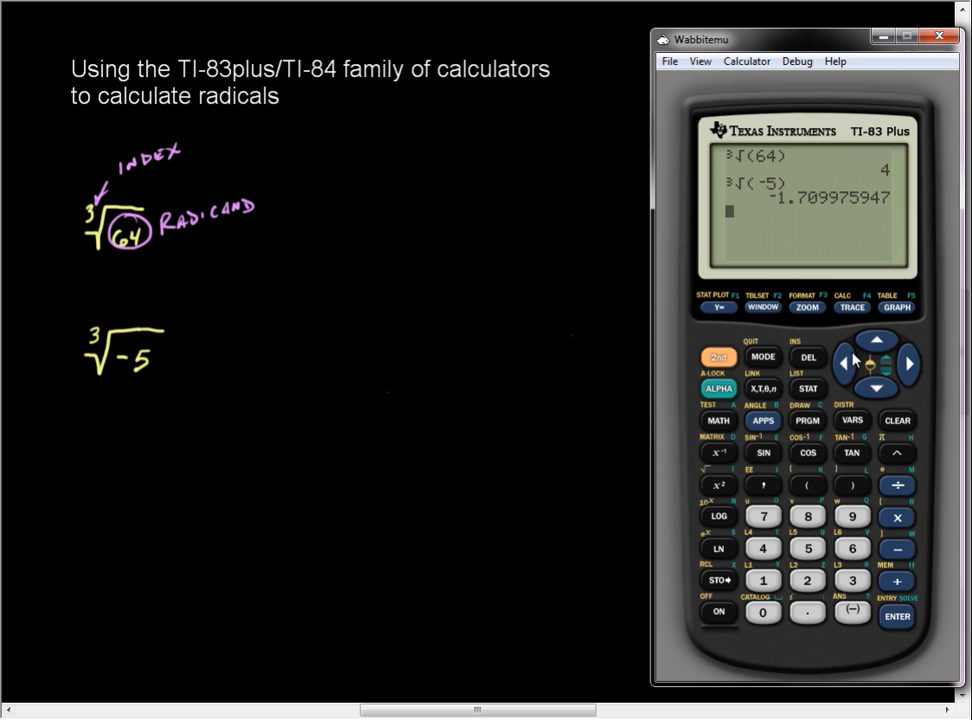 Using the TI-83plus/TI-84 family of calculators
to calculate radicals
INDEX
3√64 RADICAND
3√-5
Wabbitemu
File View Calculator Debug Help
TEXAS INSTRUMENTS TI-83 Plus
³√(64)
4
³√(-5)
-1.709975947
STAT PLOT F1 TBLSET F2 FORMAT F3 CALC F4 TABLE F5
Y= WINDOW ZOOM TRACE GRAPH
QUIT INS
2nd MODE DEL
A-LOCK LINK LIST
ALPHA X,T,θ,n STAT
TEST A ANGLE B DRAW C DISTR
MATH APPS PRGM VARS CLEAR
MATRIX D SIN-1 E COS-1 F TAN-1 G π H
x-1 SIN COS TAN ^
√ I EE J { K } L e M
x² , ( ) ÷
10x N u O v P w Q [ R
LOG 7 8 9 x
ex S L4 T L5 U L6 V ] W
LN 4 5 6 −
RCL X L1 Y L2 Z L3 θ MEM "
STO 1 2 3 +
OFF CATALOG i : ANS ? ENTRY SOLVE
ON 0 . (−) ENTER